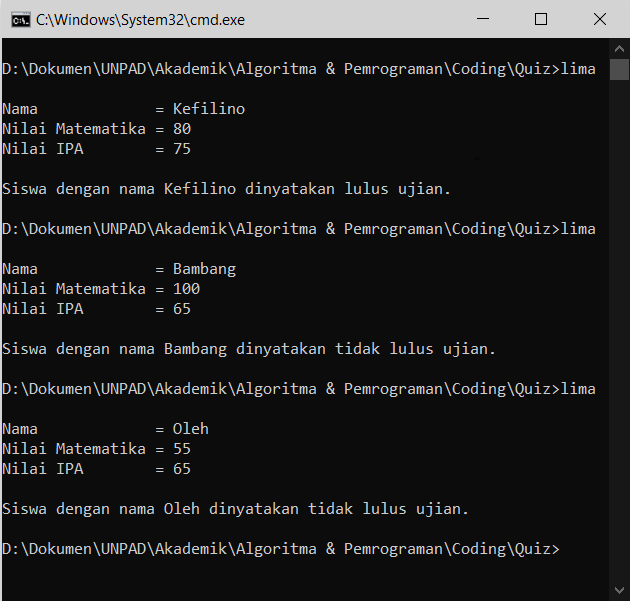 C:\Windows\System32\cmd.exe
D:\Dokumen\UNPAD\Akademik\Algoritma & Pemrograman\Coding\Quiz>lima
Nama             = Kefilino
Nilai Matematika = 80
Nilai IPA        = 75
Siswa dengan nama Kefilino dinyatakan lulus ujian.
D:\Dokumen\UNPAD\Akademik\Algoritma & Pemrograman\Coding\Quiz>lima
Nama             = Bambang
Nilai Matematika = 100
Nilai IPA        = 65
Siswa dengan nama Bambang dinyatakan tidak lulus ujian.
D:\Dokumen\UNPAD\Akademik\Algoritma & Pemrograman\Coding\Quiz>lima
Nama             = Oleh
Nilai Matematika = 55
Nilai IPA        = 65
Siswa dengan nama Oleh dinyatakan tidak lulus ujian.
D:\Dokumen\UNPAD\Akademik\Algoritma & Pemrograman\Coding\Quiz>